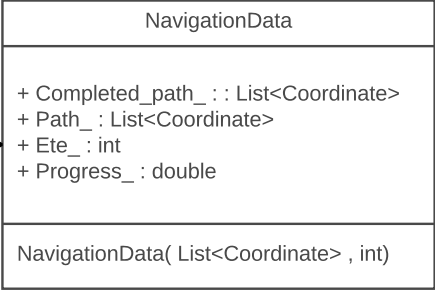 NavigationData
+ Completed_path_ : : List<Coordinate>
+ Path_ : List<Coordinate>
+ Ete_ : int
+ Progress_ : double
NavigationData( List<Coordinate> , int)